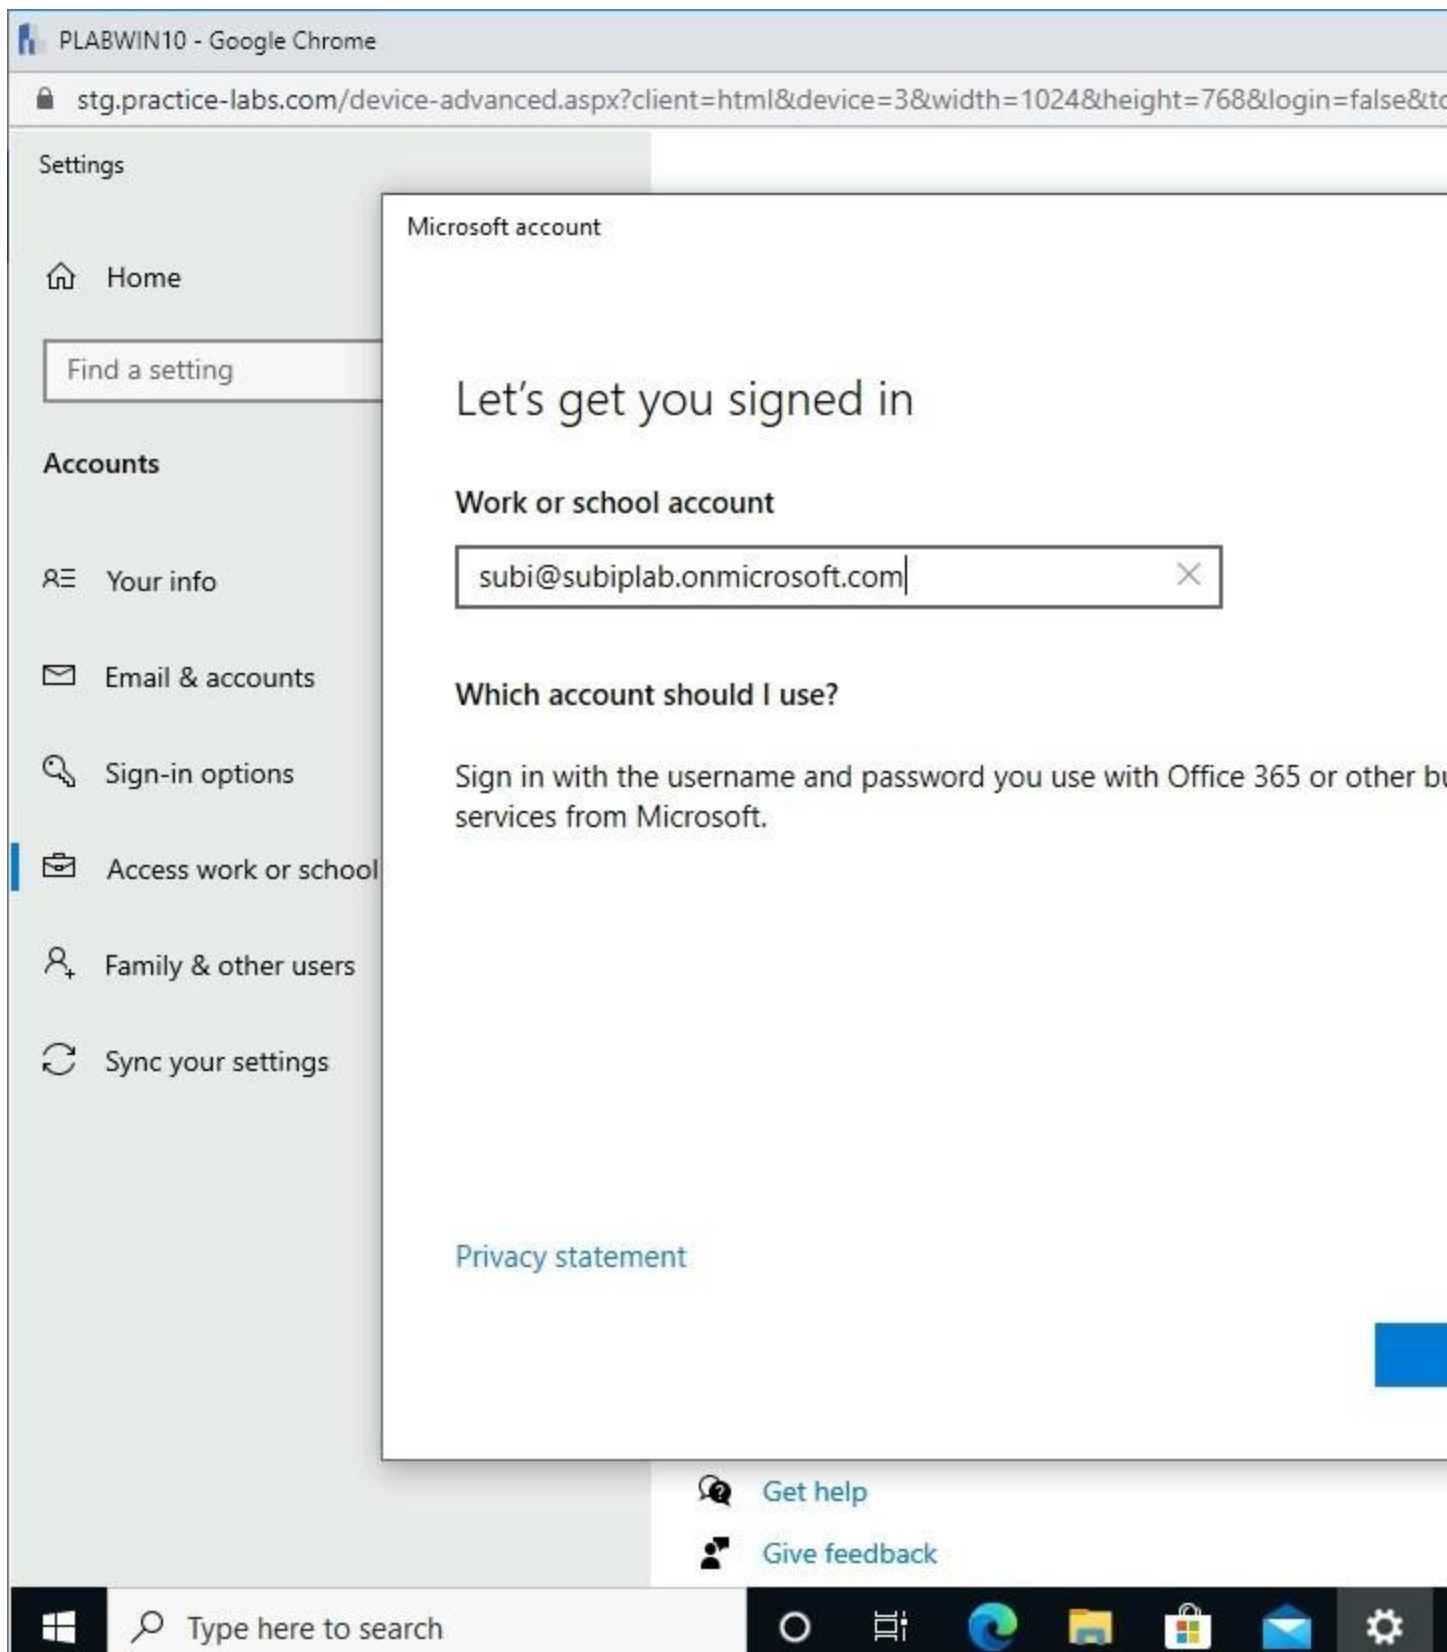 PLABWIN10 - Google Chrome
stg.practice-labs.com/device-advanced.aspx?client=html&device=3&width=1024&height=768&login=false&
Settings
Microsoft account
Home
Find a setting
Let's get you signed in
Accounts
Work or school account
subi@subiplab.onmicrosoft.com
Your info
Email & accounts
Which account should I use?
Sign-in options
Sign in with the username and password you use with Office 365 or other
services from Microsoft.
Access work or school
Family & other users
Sync your settings
Privacy statement
Get help
Give feedback
Type here to search